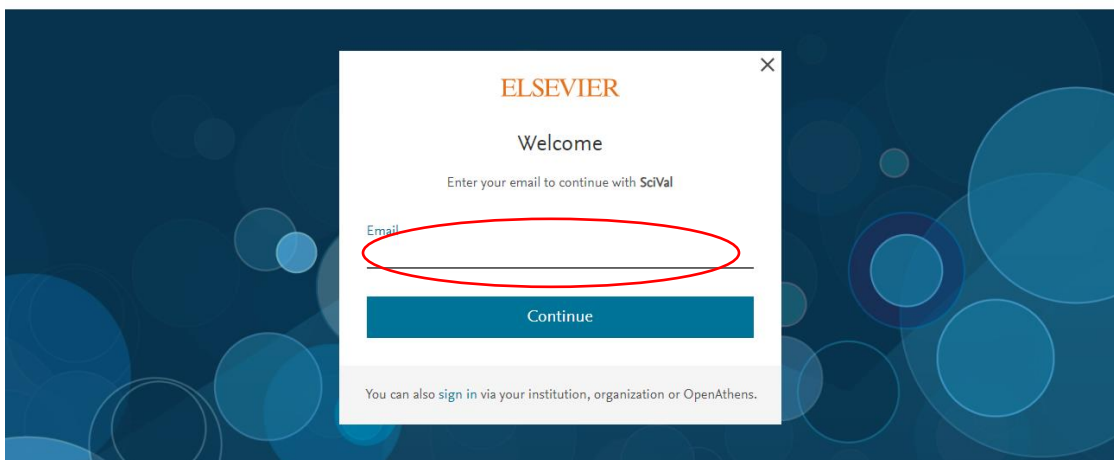 ELSEVIER
Welcome
Enter your email to continue with SciVal
Email
Continue
You can also sign in via your institution, organization or OpenAthens.